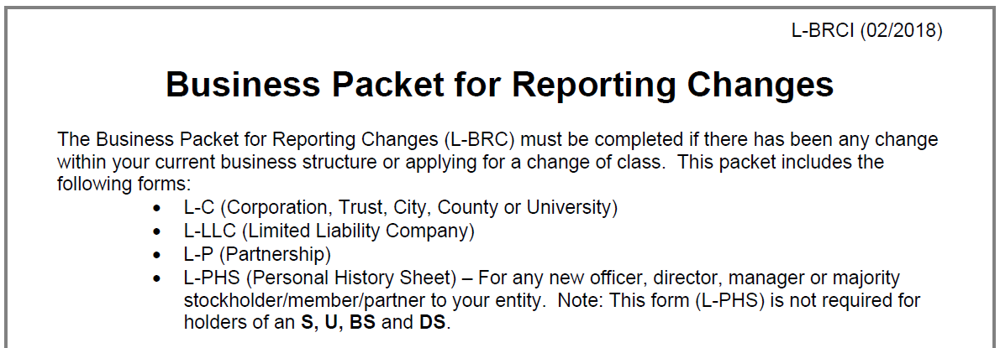 L-BRCI (02/2018)
Business Packet for Reporting Changes
The Business Packet for Reporting Changes (L-BRC) must be completed if there has been any change
within your current business structure or applying for a change of class.  This packet includes the
following forms:
• L-C (Corporation, Trust, City, County or University)
• L-LLC (Limited Liability Company)
• L-P (Partnership)
• L-PHS (Personal History Sheet) – For any new officer, director, manager or majority
stockholder/member/partner to your entity.  Note: This form (L-PHS) is not required for
holders of an S, U, BS and DS.